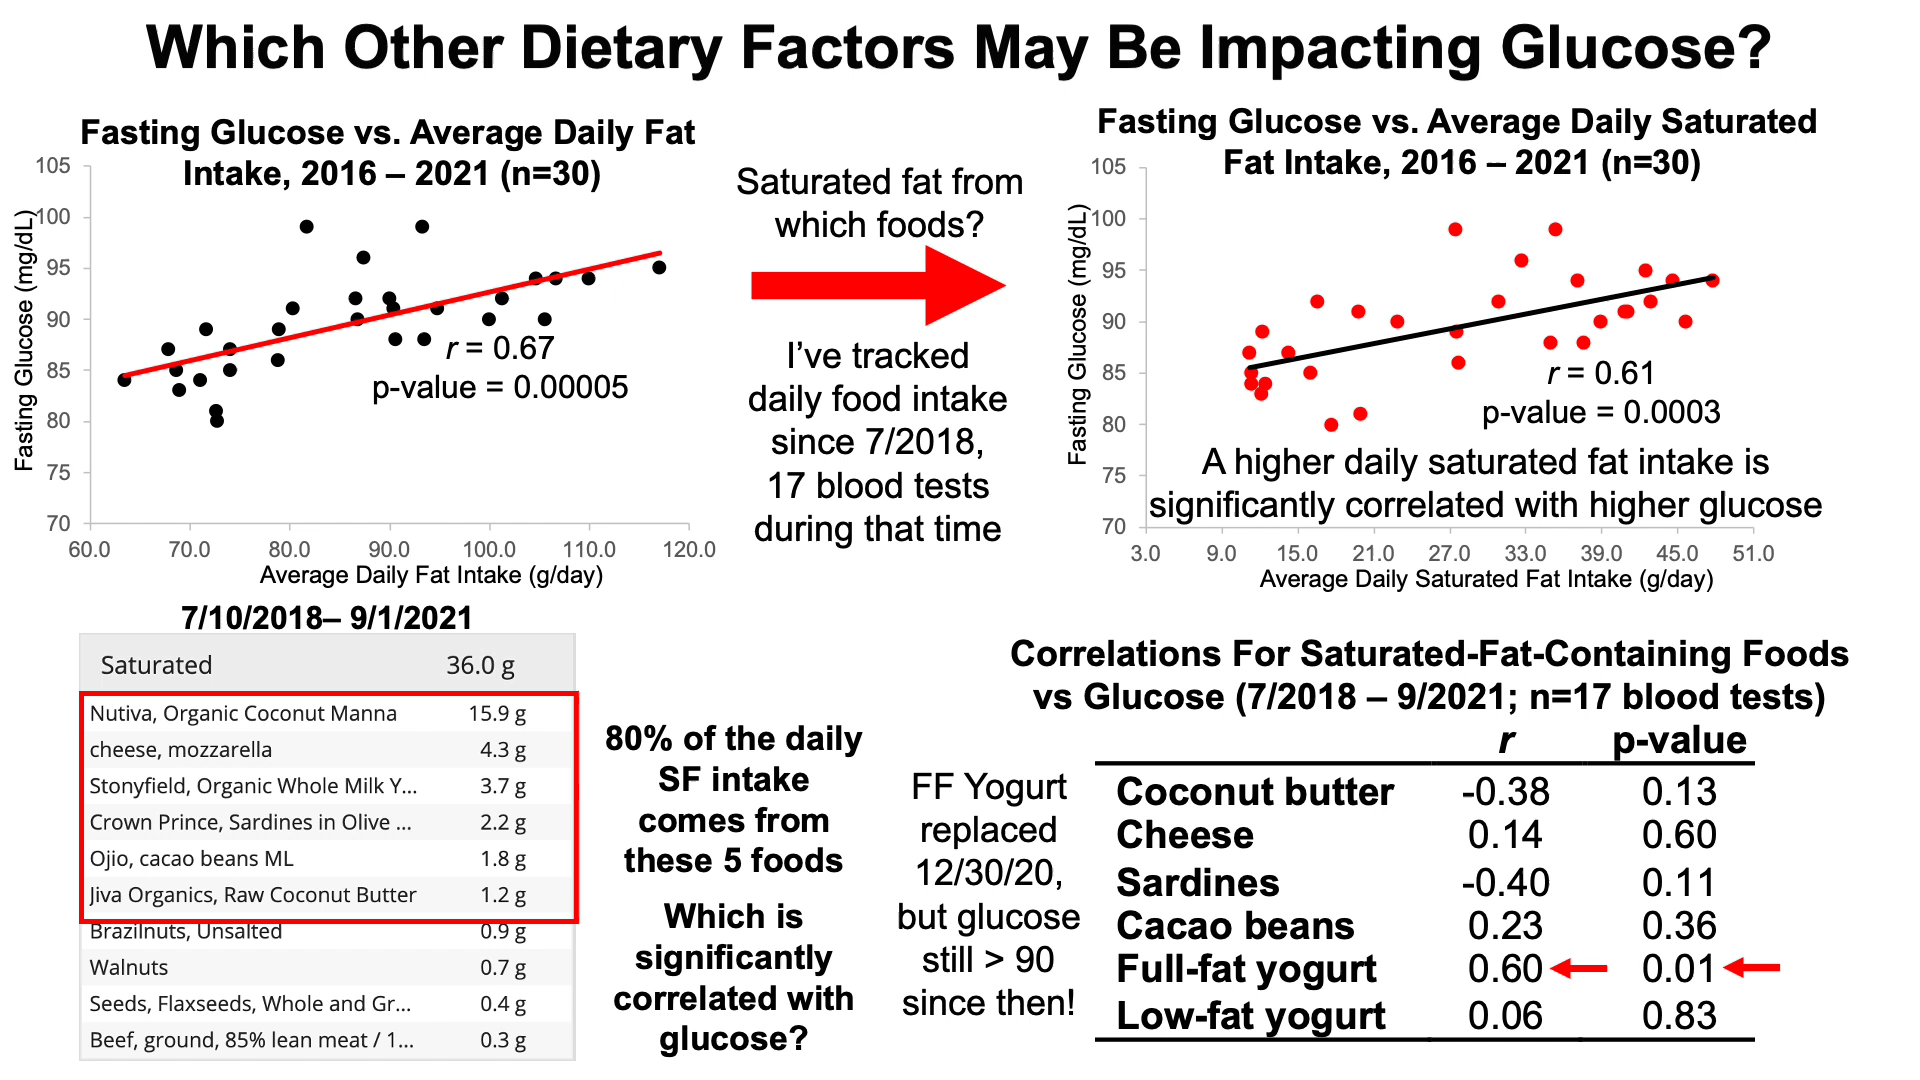 Which Other Dietary Factors May Be Impacting Glucose?
Fasting Glucose vs. Average Daily Fat
Intake, 2016 – 2021 (n=30)
Fasting Glucose (mg/dL)
105
100
95
90
85
80
75
70
r = 0.67
p-value = 0.00005
60.0 70.0 80.0 90.0 100.0 110.0 120.0
Average Daily Fat Intake (g/day)
Saturated fat from
which foods?
I’ve tracked
daily food intake
since 7/2018,
17 blood tests
during that time
Fasting Glucose vs. Average Daily Saturated
Fat Intake, 2016 – 2021 (n=30)
Fasting Glucose (mg/dL)
105
100
95
90
85
80
75
70
r = 0.61
p-value = 0.0003
A higher daily saturated fat intake is
significantly correlated with higher glucose
3.0 9.0 15.0 21.0 27.0 33.0 39.0 45.0 51.0
Average Daily Saturated Fat Intake (g/day)
7/10/2018– 9/1/2021
Saturated 36.0 g
Nutiva, Organic Coconut Manna 15.9 g
cheese, mozzarella 4.3 g
Stonyfield, Organic Whole Milk Y... 3.7 g
Crown Prince, Sardines in Olive ... 2.2 g
Ojio, cacao beans ML 1.8 g
Jiva Organics, Raw Coconut Butter 1.2 g
Brazilnuts, Unsalted 0.9 g
Walnuts 0.7 g
Seeds, Flaxseeds, Whole and Gr... 0.4 g
Beef, ground, 85% lean meat / 1... 0.3 g
80% of the daily
SF intake
comes from
these 5 foods
Which is
significantly
correlated with
glucose?
FF Yogurt
replaced
12/30/20,
but glucose
still > 90
since then!
Correlations For Saturated-Fat-Containing Foods
vs Glucose (7/2018 – 9/2021; n=17 blood tests)
r p-value
Coconut butter -0.38 0.13
Cheese 0.14 0.60
Sardines -0.40 0.11
Cacao beans 0.23 0.36
Full-fat yogurt 0.60 0.01
Low-fat yogurt 0.06 0.83